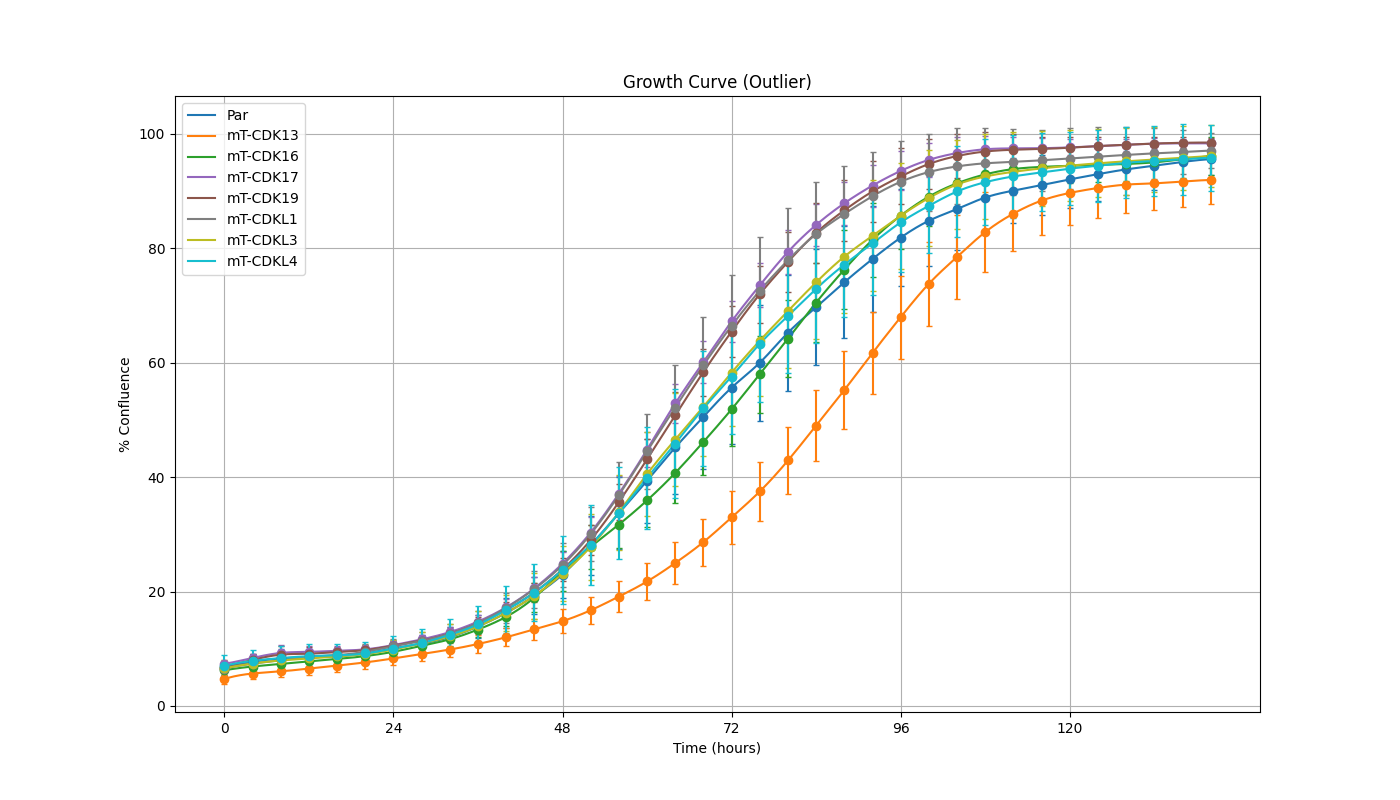 Growth Curve (Outlier)
Par
mT-CDK13
mT-CDK16
mT-CDK17
mT-CDK19
mT-CDKL1
mT-CDKL3
mT-CDKL4
% Confluence
100
80
60
40
20
0
0 24 48 72 96 120
Time (hours)